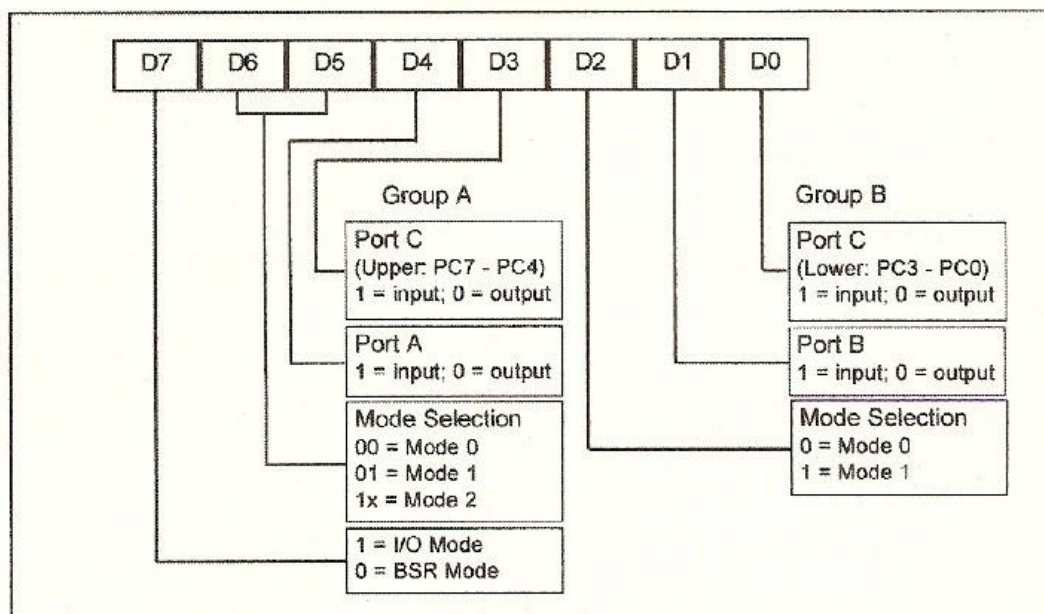 D7 D6 D5 D4 D3 D2 D1 D0
Group A
Port C
(Upper: PC7 - PC4)
1 = input; 0 = output
Port A
1 = input; 0 = output
Mode Selection
00 = Mode 0
01 = Mode 1
1x = Mode 2
1 = I/O Mode
0 = BSR Mode
Group B
Port C
(Lower: PC3 - PC0)
1 = input; 0 = output
Port B
1 = input; 0 = output
Mode Selection
0 = Mode 0
1 = Mode 1